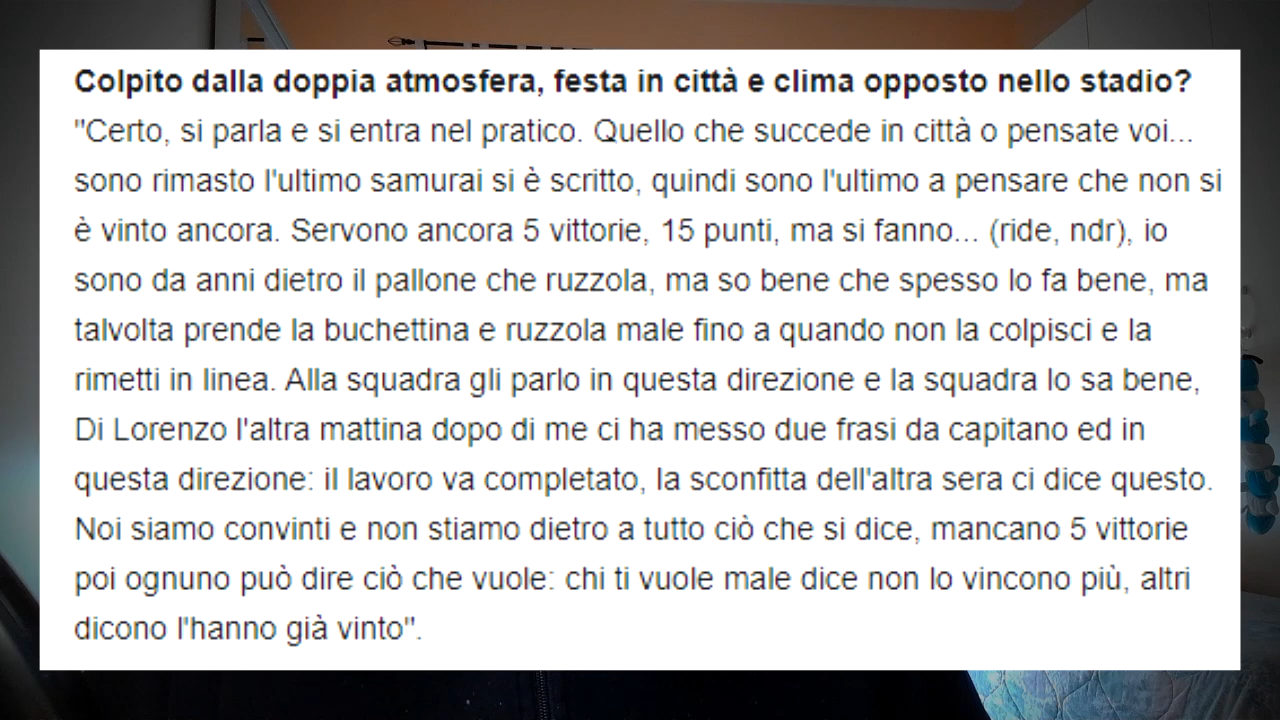 Colpito dalla doppia atmosfera, festa in città e clima opposto nello stadio?
"Certo, si parla e si entra nel pratico. Quello che succede in città o pensate voi...
sono rimasto l'ultimo samurai si è scritto, quindi sono l'ultimo a pensare che non si
è vinto ancora. Servono ancora 5 vittorie, 15 punti, ma si fanno... (ride, ndr), io
sono da anni dietro il pallone che ruzzola, ma so bene che spesso lo fa bene, ma
talvolta prende la buchettina e ruzzola male fino a quando non la colpisci e la
rimetti in linea. Alla squadra gli parlo in questa direzione e la squadra lo sa bene,
Di Lorenzo l'altra mattina dopo di me ci ha messo due frasi da capitano ed in
questa direzione: il lavoro va completato, la sconfitta dell'altra sera ci dice questo.
Noi siamo convinti e non stiamo dietro a tutto ciò che si dice, mancano 5 vittorie
poi ognuno può dire ciò che vuole: chi ti vuole male dice non lo vincono più, altri
dicono l'hanno già vinto".